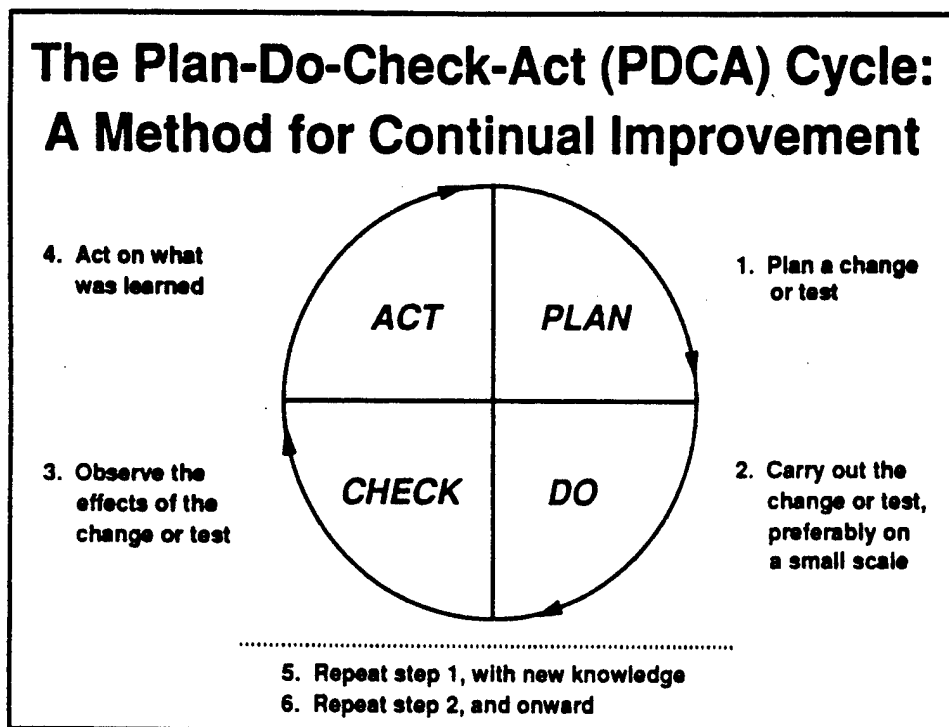 The Plan-Do-Check-Act (PDCA) Cycle:
A Method for Continual Improvement
4. Act on what
was learned
ACT
PLAN
1. Plan a change
or test
3. Observe the
effects of the
change or test
CHECK
DO
2. Carry out the
change or test,
preferably on
a small scale
5. Repeat step 1, with new knowledge
6. Repeat step 2, and onward